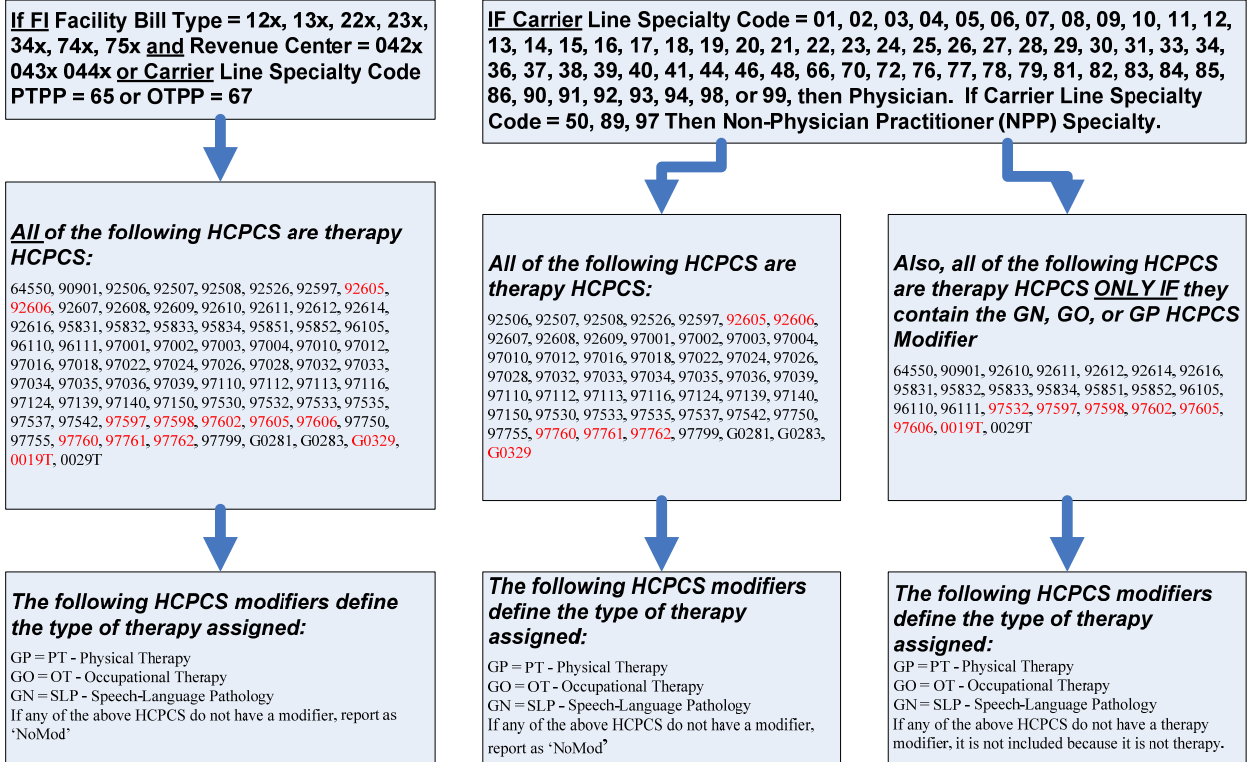 If FI Facility Bill Type = 12x, 13x, 22x, 23x,
34x, 74x, 75x and Revenue Center = 042x
043x 044x or Carrier Line Specialty Code
PTPP = 65 or OTPP = 67
IF Carrier Line Specialty Code = 01, 02, 03, 04, 05, 06, 07, 08, 09, 10, 11, 12,
13, 14, 15, 16, 17, 18, 19, 20, 21, 22, 23, 24, 25, 26, 27, 28, 29, 30, 31, 33, 34,
36, 37, 38, 39, 40, 41, 44, 46, 48, 66, 70, 72, 76, 77, 78, 79, 81, 82, 83, 84, 85,
86, 90, 91, 92, 93, 94, 98, or 99, then Physician. If Carrier Line Specialty
Code = 50, 89, 97 Then Non-Physician Practitioner (NPP) Specialty.
All of the following HCPCS are therapy
HCPCS:
64550, 90901, 92506, 92507, 92508, 92526, 92597, 92605,
92606, 92607, 92608, 92609, 92610, 92611, 92612, 92614,
92616, 95831, 95832, 95833, 95834, 95851, 95852, 96105,
96110, 96111, 97001, 97002, 97003, 97004, 97010, 97012,
97016, 97018, 97022, 97024, 97026, 97028, 97032, 97033,
97034, 97035, 97036, 97039, 97110, 97112, 97113, 97116,
97124, 97139, 97140, 97150, 97530, 97532, 97533, 97535,
97537, 97542, 97597, 97598, 97602, 97605, 97606, 97750,
97755, 97760, 97761, 97762, 97799, G0281, G0283, G0329,
0019T, 0029T
All of the following HCPCS are
therapy HCPCS:
92506, 92507, 92508, 92526, 92597, 92605, 92606,
92607, 92608, 92609, 97001, 97002, 97003, 97004,
97010, 97012, 97016, 97018, 97022, 97024, 97026,
97028, 97032, 97033, 97034, 97035, 97036, 97039,
97110, 97112, 97113, 97116, 97124, 97139, 97140,
97150, 97530, 97533, 97535, 97537, 97542, 97750,
97755, 97760, 97761, 97762, 97799, G0281, G0283,
G0329
Also, all of the following HCPCS
are therapy HCPCS ONLY IF they
contain the GN, GO, or GP HCPCS
Modifier
64550, 90901, 92610, 92611, 92612, 92614, 92616,
95831, 95832, 95833, 95834, 95851, 95852, 96105,
96110, 96111, 97532, 97597, 97598, 97602, 97605,
97606, 0019T, 0029T
The following HCPCS modifiers define
the type of therapy assigned:
GP = PT - Physical Therapy
GO = OT - Occupational Therapy
GN = SLP - Speech-Language Pathology
If any of the above HCPCS do not have a modifier, report as
‘NoMod’
The following HCPCS modifiers
define the type of therapy
assigned:
GP = PT - Physical Therapy
GO = OT - Occupational Therapy
GN = SLP - Speech-Language Pathology
If any of the above HCPCS do not have a modifier,
report as ‘NoMod’
The following HCPCS modifiers
define the type of therapy
assigned:
GP = PT - Physical Therapy
GO = OT - Occupational Therapy
GN = SLP - Speech-Language Pathology
If any of the above HCPCS do not have a therapy
modifier, it is not included because it is not therapy.